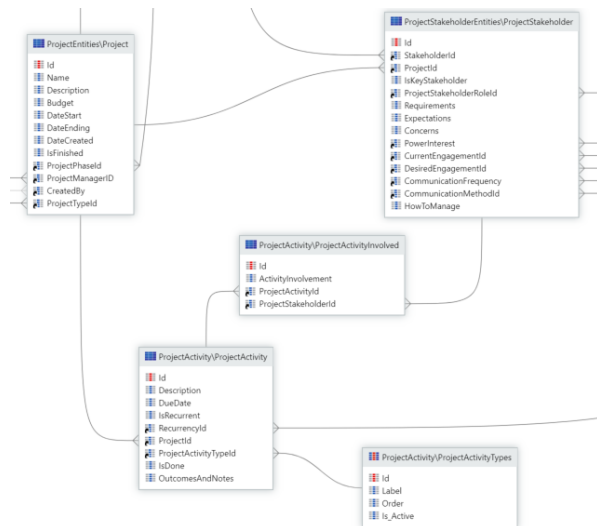 ProjectEntities\Project
Id
Name
Description
Budget
DateStart
DateEnding
DateCreated
IsFinished
ProjectPhaseId
ProjectManagerID
CreatedBy
ProjectTypeId
ProjectStakeholderEntities\ProjectStakeholder
Id
StakeholderId
ProjectId
IsKeyStakeholder
ProjectStakeholderRoleId
Requirements
Expectations
Concerns
PowerInterest
CurrentEngagementId
DesiredEngagementId
CommunicationFrequency
CommunicationMethodId
HowToManage
ProjectActivity\ProjectActivityInvolved
Id
ActivityInvolvement
ProjectActivityId
ProjectStakeholderId
ProjectActivity\ProjectActivity
Id
Description
DueDate
IsRecurrent
RecurrencyId
ProjectId
ProjectActivityTypeId
IsDone
OutcomesAndNotes
ProjectActivity\ProjectActivityTypes
Id
Label
Order
Is_Active